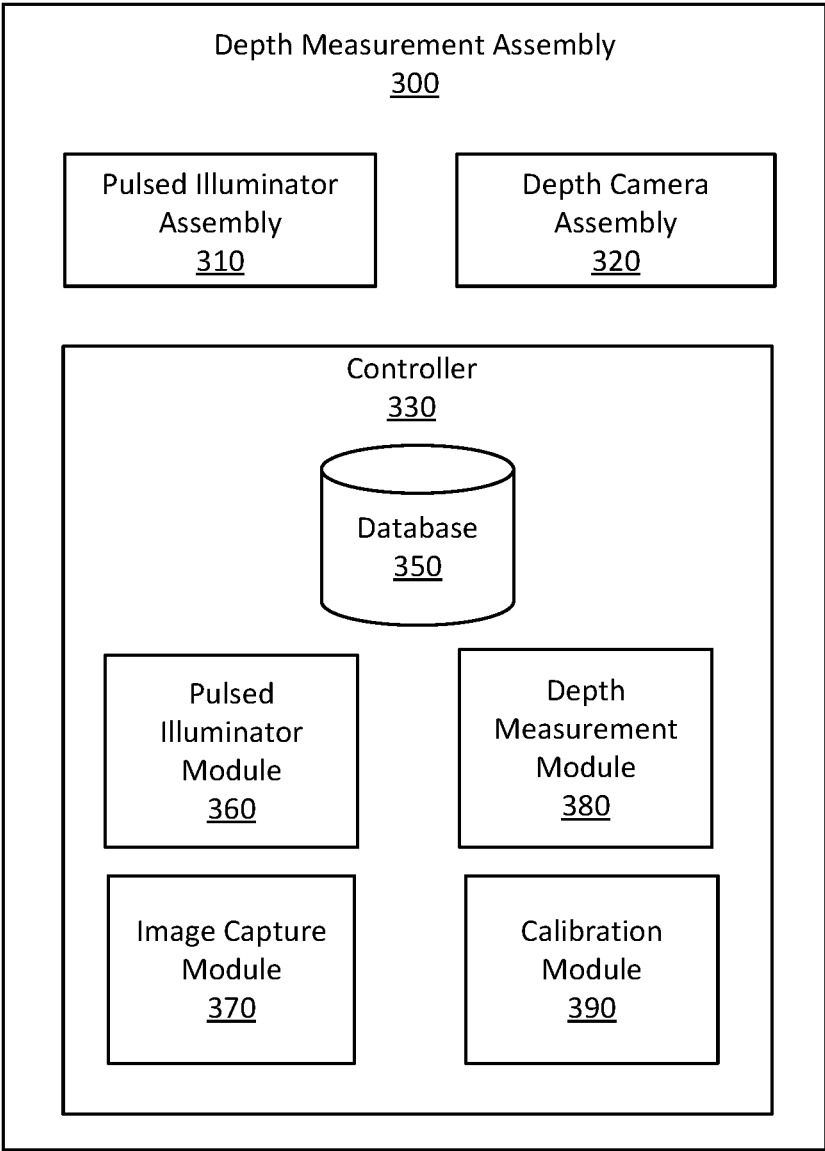 Depth Measurement Assembly
300
Pulsed Illuminator
Assembly
310
Depth Camera
Assembly
320
Controller
330
Database
350
Pulsed
Illuminator
Module
360
Depth
Measurement
Module
380
Image Capture
Module
370
Calibration
Module
390